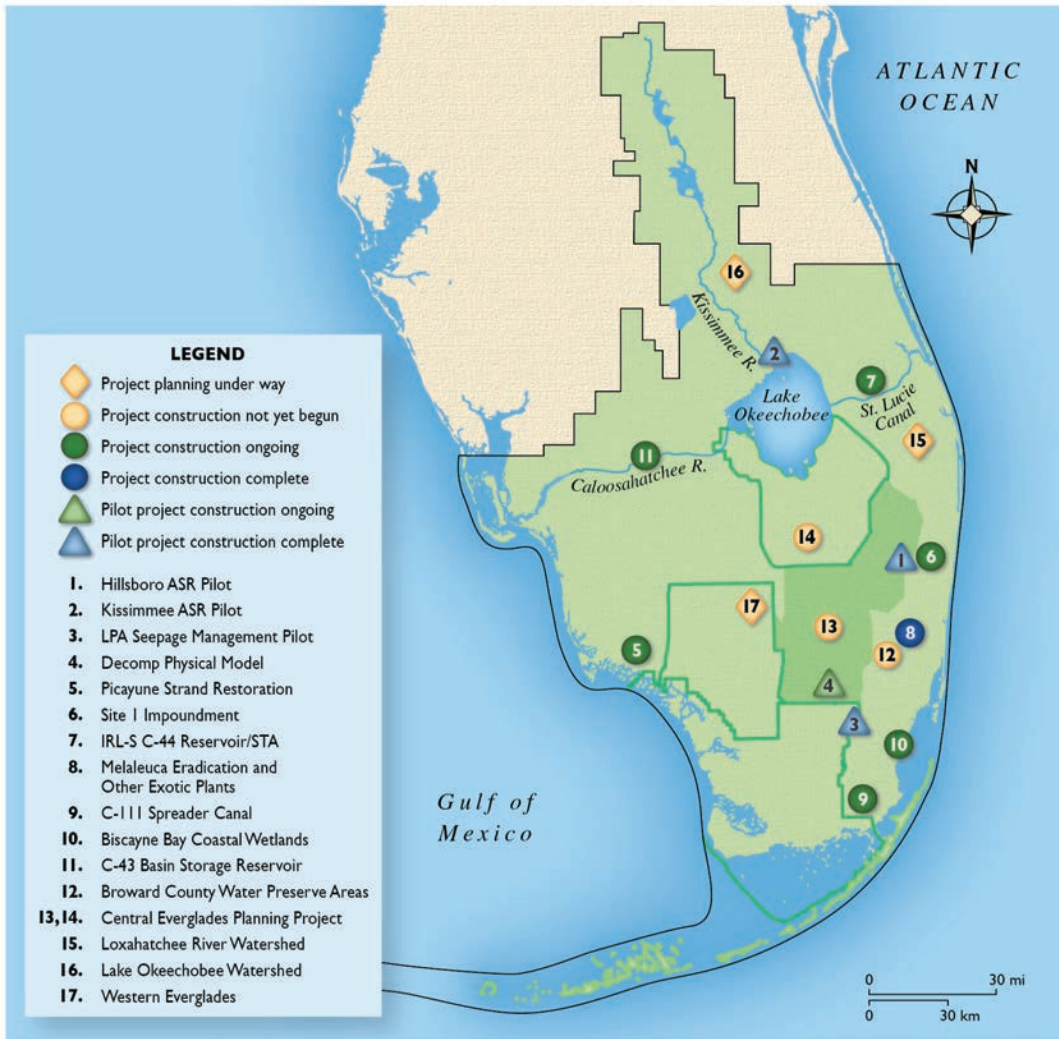 ATLANTIC
OCEAN
N
16
Kissimmee R.
2
Lake
Okeechobee
7
St. Lucie
Canal
15
11
Caloosahatchee R.
14
1
6
17
13
8
12
5
4
3
10
9
Gulf of
Mexico
0 30 mi
0 30 km
LEGEND
Project planning under way
Project construction not yet begun
Project construction ongoing
Project construction complete
Pilot project construction ongoing
Pilot project construction complete
1. Hillsboro ASR Pilot
2. Kissimmee ASR Pilot
3. LPA Seepage Management Pilot
4. Decomp Physical Model
5. Picayune Strand Restoration
6. Site 1 Impoundment
7. IRL-S C-44 Reservoir/STA
8. Melaleuca Eradication and
Other Exotic Plants
9. C-111 Spreader Canal
10. Biscayne Bay Coastal Wetlands
11. C-43 Basin Storage Reservoir
12. Broward County Water Preserve Areas
13,14. Central Everglades Planning Project
15. Loxahatchee River Watershed
16. Lake Okeechobee Watershed
17. Western Everglades